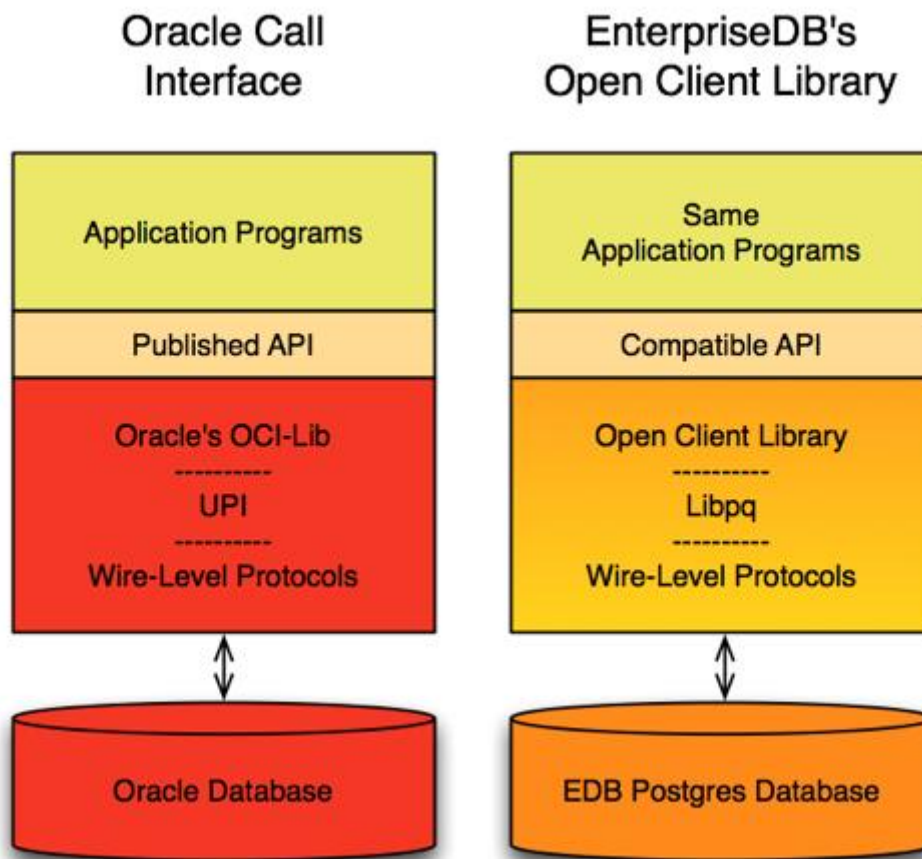 Oracle Call
Interface
Application Programs
Published API
Oracle's OCI-Lib
----------
UPI
----------
Wire-Level Protocols
Oracle Database
EnterpriseDB's
Open Client Library
Same
Application Programs
Compatible API
Open Client Library
----------
Libpq
----------
Wire-Level Protocols
EDB Postgres Database